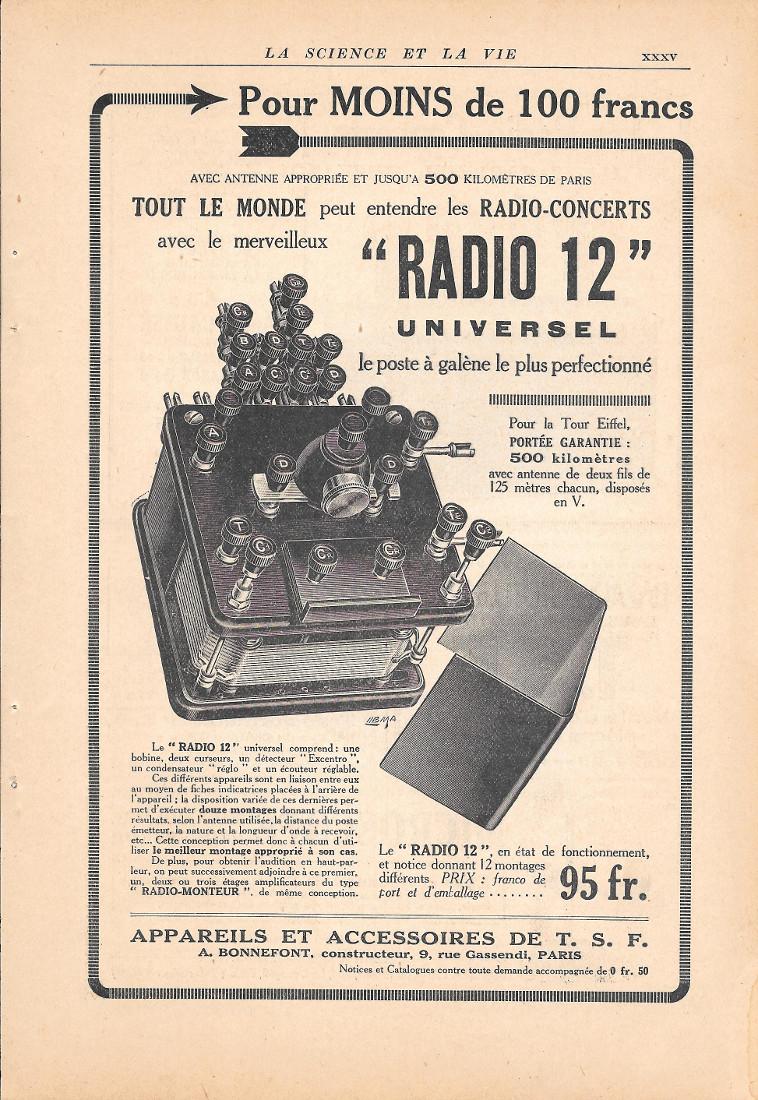 LA SCIENCE ET LA VIE XXXV
Pour MOINS de 100 francs
AVEC ANTENNE APPROPRIÉE ET JUSQU'A 500 KILOMÈTRES DE PARIS
TOUT LE MONDE peut entendre les RADIO-CONCERTS
avec le merveilleux
“RADIO 12”
UNIVERSEL
le poste à galène le plus perfectionné
Pour la Tour Eiffel,
PORTÉE GARANTIE :
500 kilomètres
avec antenne de deux fils de
125 mètres chacun, disposés
en V.
Le “RADIO 12” universel comprend : une
bobine, deux curseurs, un détecteur “Excentro”,
un condensateur “réglo” et un écouteur réglable.
Ces différents appareils sont en liaison entre eux
au moyen de fiches indicatrices placées à l'arrière de
l'appareil ; la disposition variée de ces dernières per-
met d'exécuter douze montages donnant différents
résultats, selon l'antenne utilisée, la distance du poste
émetteur, la nature et la longueur d'onde à recevoir,
etc... Cette conception permet donc à chacun d'uti-
liser le meilleur montage approprié à son cas.
De plus, pour obtenir l'audition en haut-par-
leur, on peut successivement adjoindre à ce premier,
un, deux ou trois étages amplificateurs du type
“RADIO-MONTEUR”, de même conception.
Le “RADIO 12”, en état de fonctionnement,
et notice donnant 12 montages
différents. PRIX : franco de
port et d'emballage ........ 95 fr.
APPAREILS ET ACCESSOIRES DE T. S. F.
A. BONNEFONT, constructeur, 9, rue Gassendi, PARIS
Notices et Catalogues contre toute demande accompagnée de 0 fr. 50